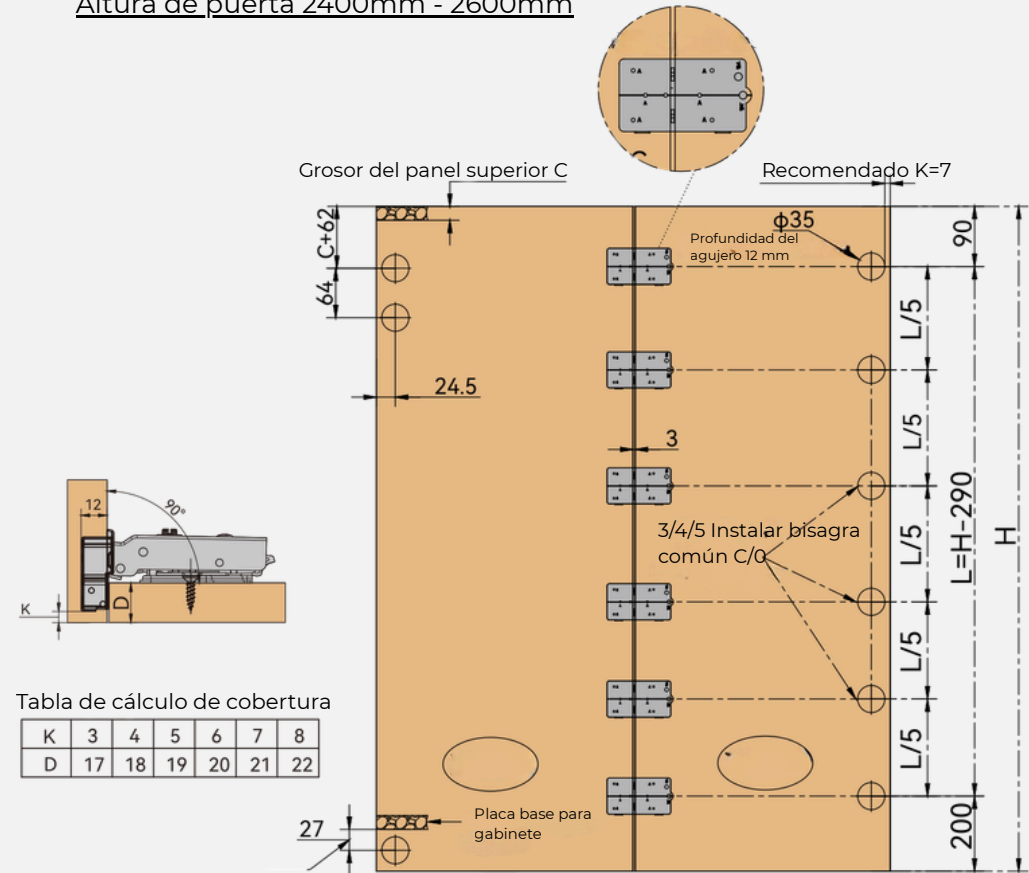 Altura de puerta 2400mm - 2600mm
Grosor del panel superior C
Recomendado K=7
C+62
64
24.5
ϕ35
Profundidad del
agujero 12 mm
90
L/5
L/5
3
L/5
3/4/5 Instalar bisagra
común C/0
L=H-290
H
L/5
L/5
200
12
90°
K
D
Tabla de cálculo de cobertura
K 3 4 5 6 7 8
D 17 18 19 20 21 22
27
Placa base para
gabinete